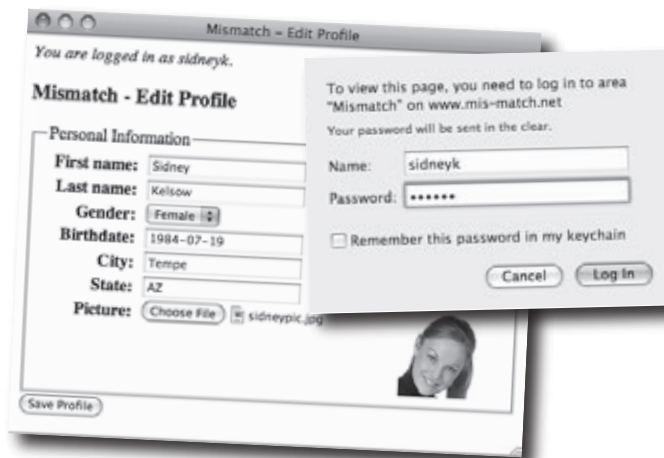 Mismatch – Edit Profile
You are logged in as sidneyk.
Mismatch - Edit Profile
Personal Information
First name: Sidney
Last name: Kelsow
Gender: Female
Birthdate: 1984-07-19
City: Tempe
State: AZ
Picture: Choose File sidneypic.jpg
Save Profile
To view this page, you need to log in to area
"Mismatch" on www.mis-match.net
Your password will be sent in the clear.
Name: sidneyk
Password: ••••••
Remember this password in my keychain
Cancel Log In